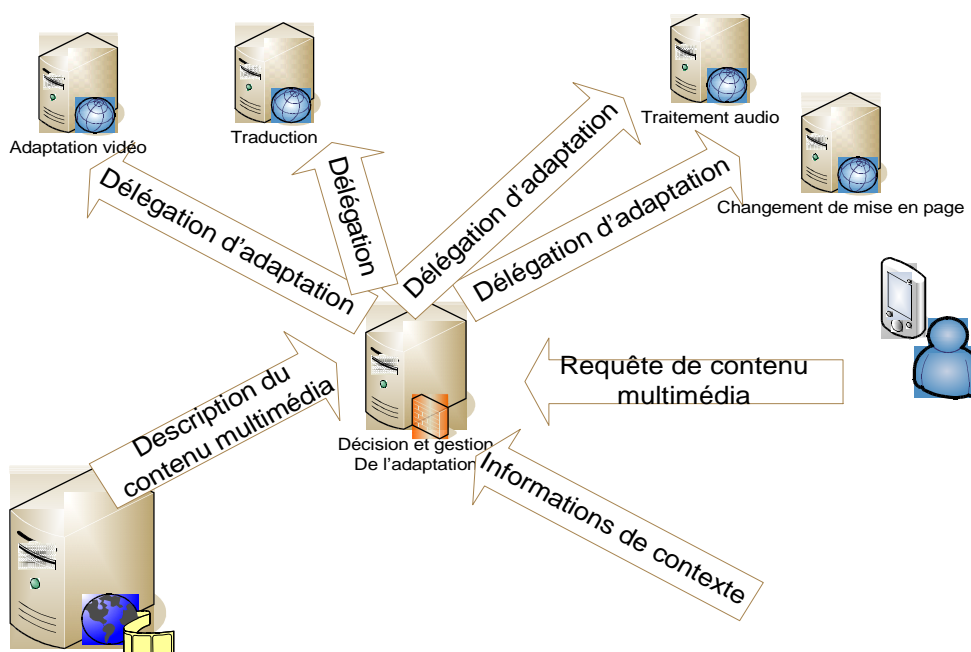 Adaptation vidéo
Traduction
Traitement audio
Changement de mise en page
Délégation d'adaptation
Délégation
Délégation d'adaptation
Délégation d'adaptation
Requête de contenu
multimédia
Description du
contenu multimédia
Décision et gestion
De l'adaptation
Informations de contexte